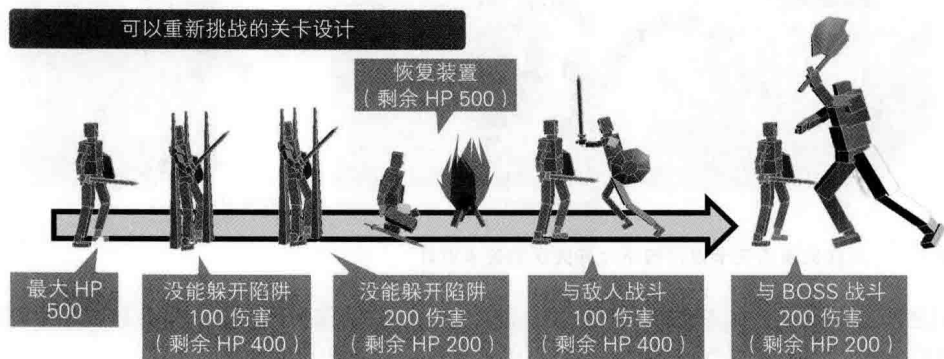 可以重新挑战的关卡设计
恢复装置
（剩余 HP 500）
最大 HP
500
没能躲开陷阱
100 伤害
（剩余 HP 400）
没能躲开陷阱
200 伤害
（剩余 HP 200）
与敌人战斗
100 伤害
（剩余 HP 400）
与 BOSS 战斗
200 伤害
（剩余 HP 200）